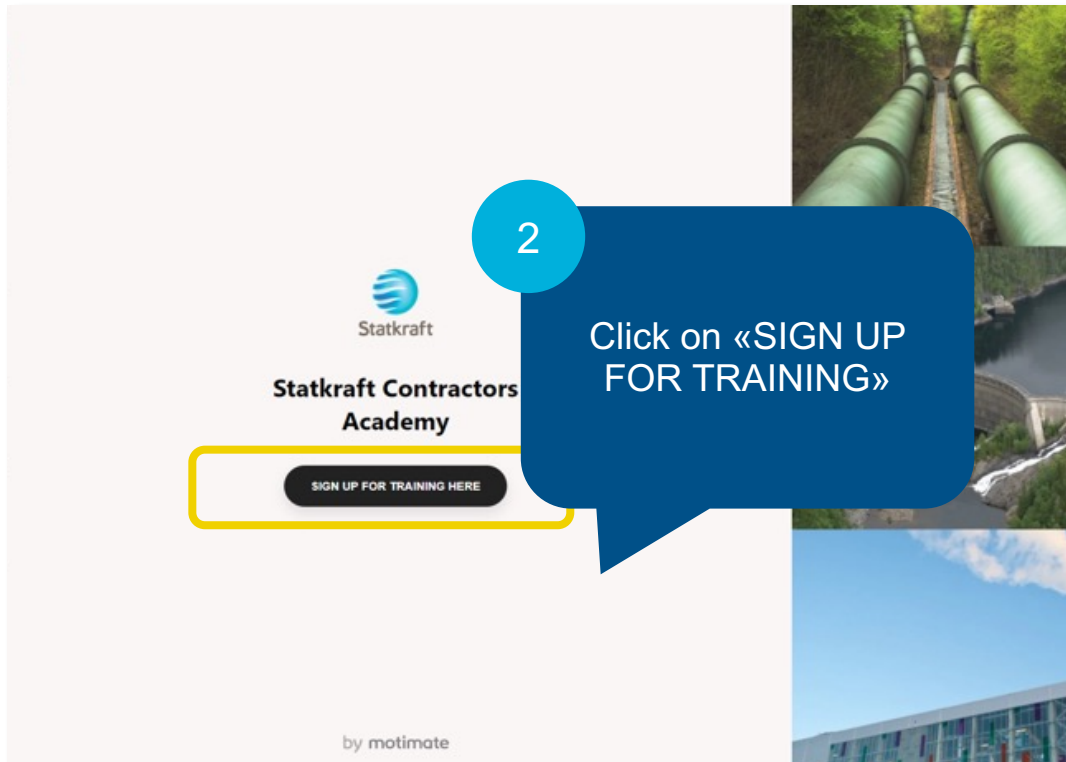 2
Click on «SIGN UP
FOR TRAINING»
Statkraft
Statkraft Contractors
Academy
SIGN UP FOR TRAINING HERE
by motimate